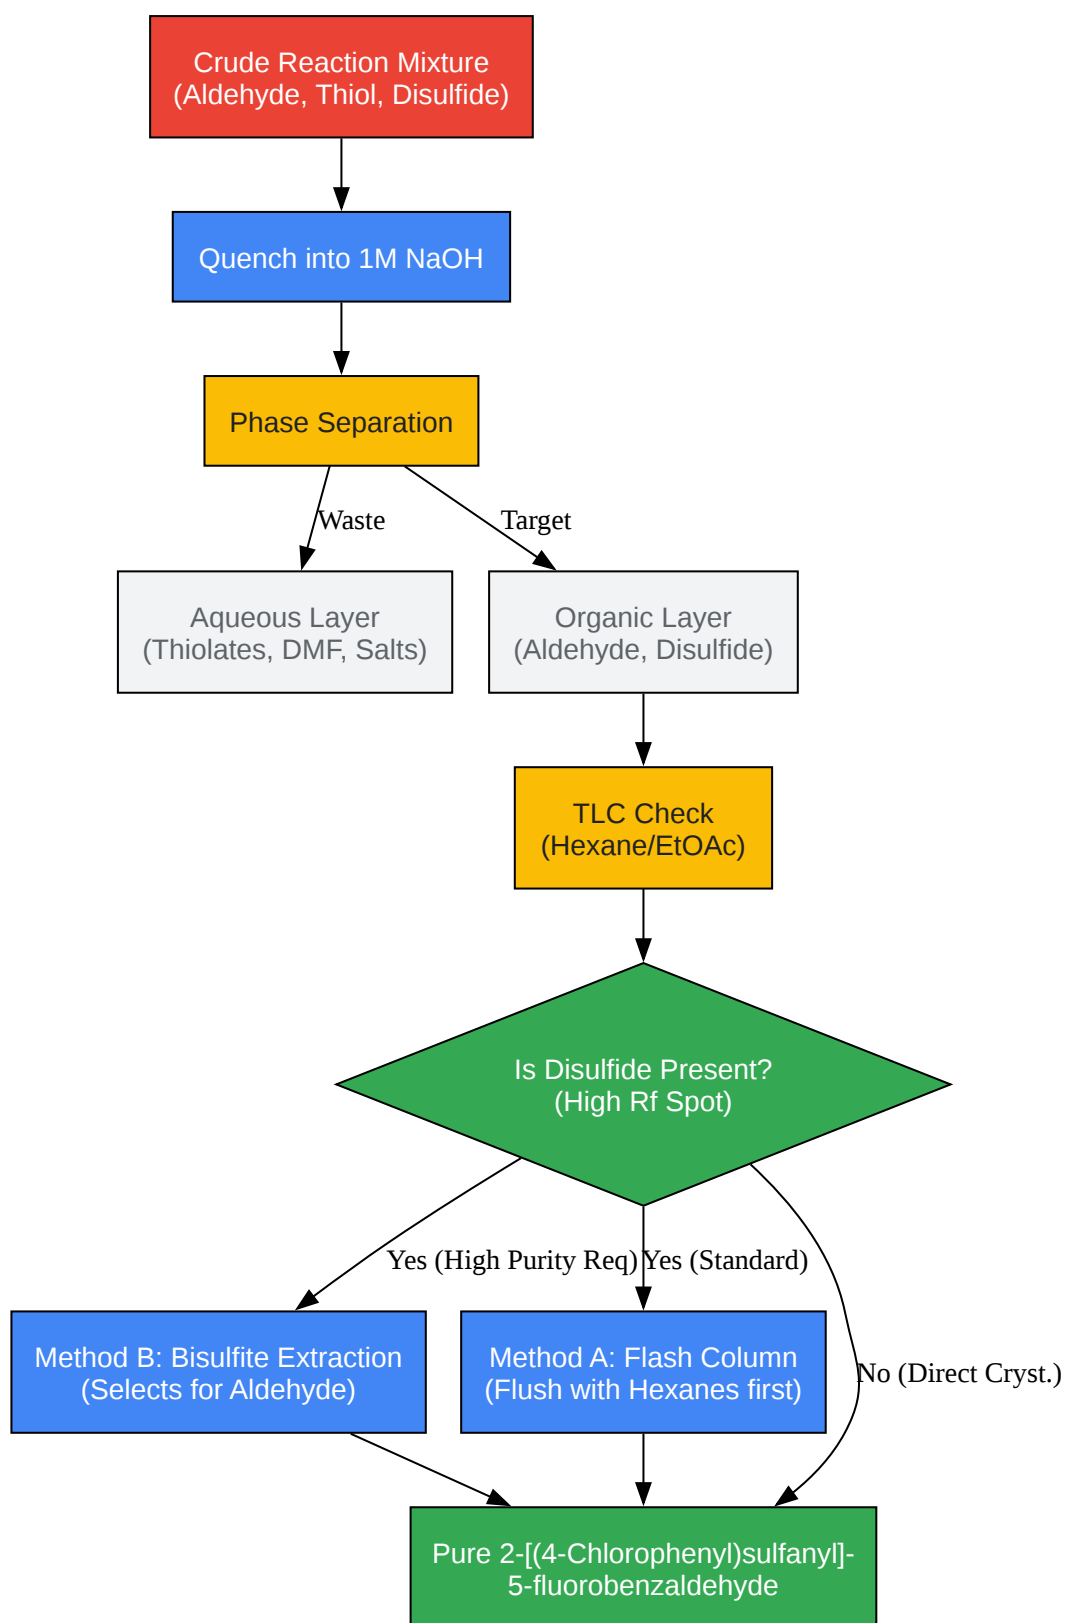 Crude Reaction Mixture
(Aldehyde, Thiol, Disulfide)
Quench into 1M NaOH
Phase Separation
Waste
Target
Aqueous Layer
(Thiolates, DMF, Salts)
Organic Layer
(Aldehyde, Disulfide)
TLC Check
(Hexane/EtOAc)
Is Disulfide Present?
(High Rf Spot)
Yes (High Purity Req)
Yes (Standard)
No (Direct Cryst.)
Method B: Bisulfite Extraction
(Selects for Aldehyde)
Method A: Flash Column
(Flush with Hexanes first)
Pure 2-[(4-Chlorophenyl)sulfanyl]-
5-fluorobenzaldehyde